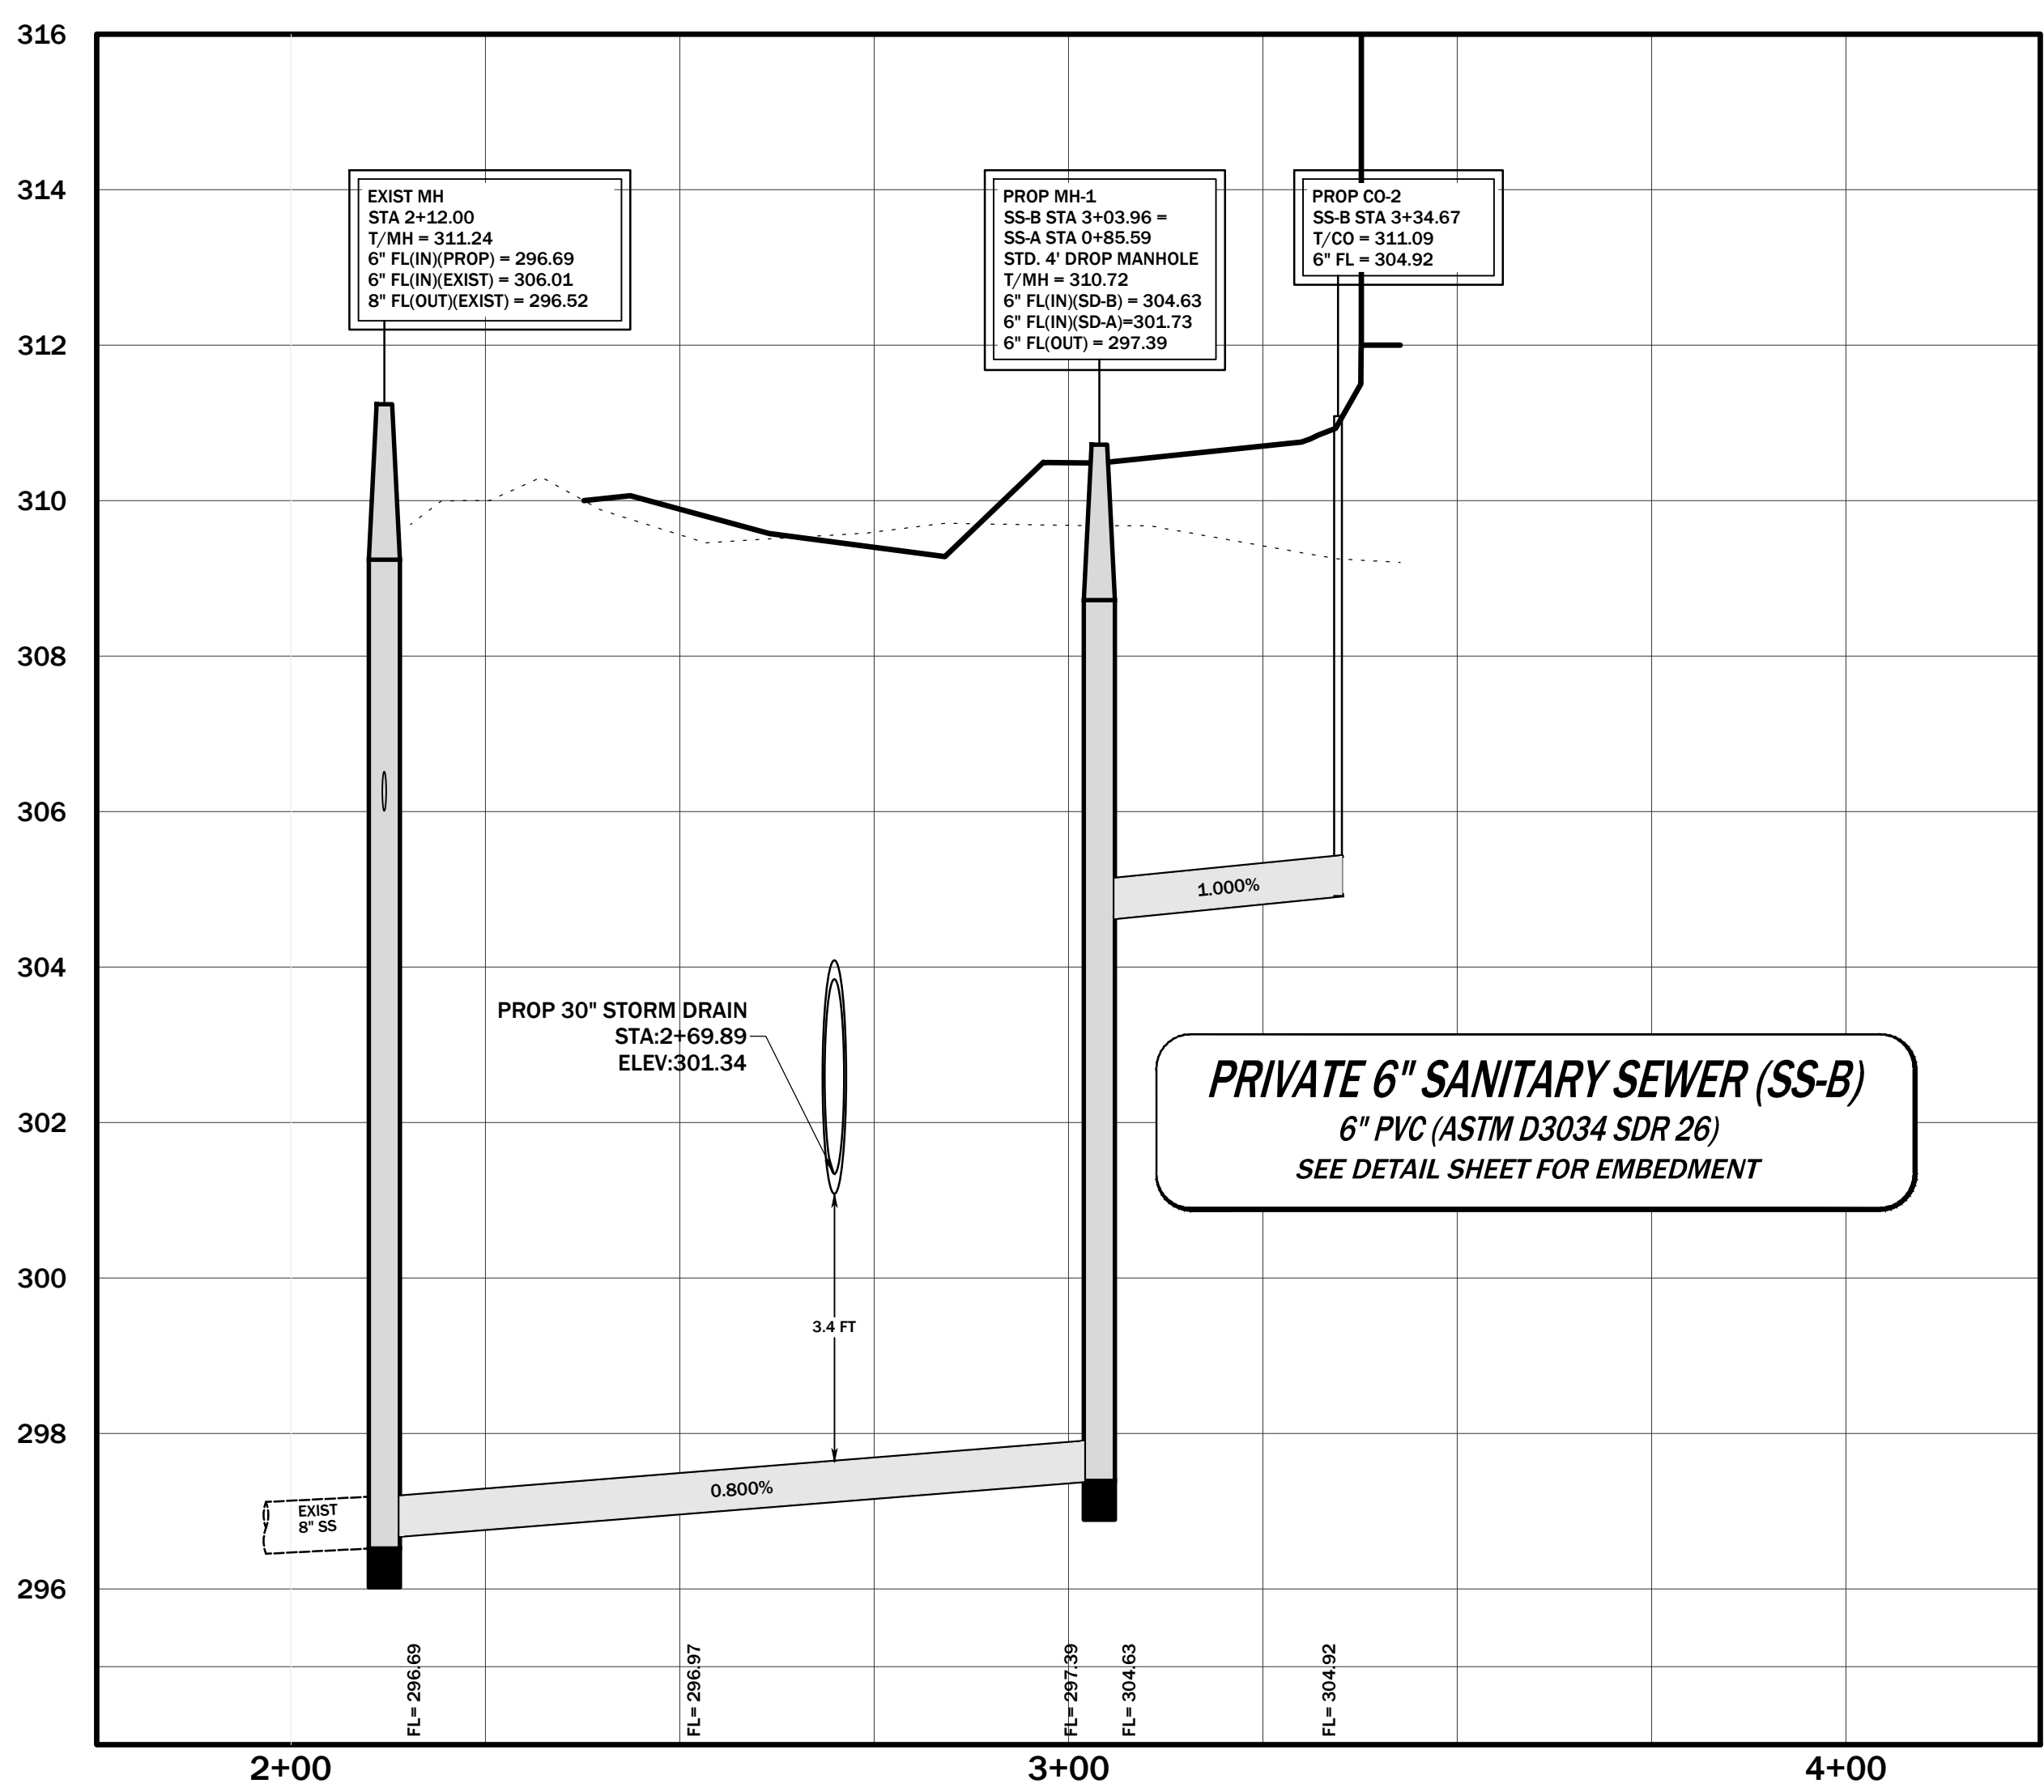 316
314
312
310
308
306
304
302
300
298
296
EXIST MH
STA 2+12.00
T/MH = 311.24
6" FL(IN)(PROP) = 296.69
6" FL(IN)(EXIST) = 306.01
8" FL(OUT)(EXIST) = 296.52
PROP MH-1
SS-B STA 3+03.96 =
SS-A STA 0+85.59
STD. 4' DROP MANHOLE
T/MH = 310.72
6" FL(IN)(SD-B) = 304.63
6" FL(IN)(SD-A)=301.73
6" FL(OUT) = 297.39
PROP CO-2
SS-B STA 3+34.67
T/CO = 311.09
6" FL = 304.92
1.000%
PROP 30" STORM DRAIN
STA:2+69.89
ELEV:301.34
3.4 FT
PRIVATE 6" SANITARY SEWER (SS-B)
6" PVC (ASTM D3034 SDR 26)
SEE DETAIL SHEET FOR EMBEDMENT
0.800%
EXIST
8" SS
FL= 296.69
FL= 296.97
FL= 297.39
FL= 304.63
FL= 304.92
2+00
3+00
4+00